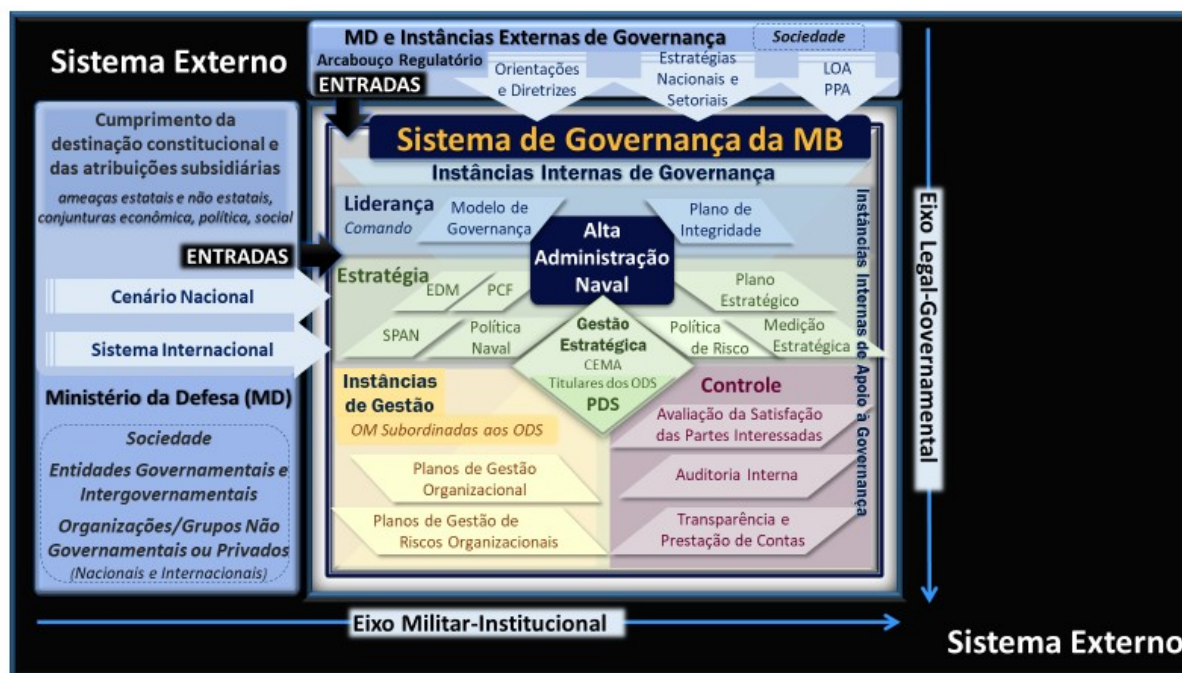 Sistema Externo
MD e Instâncias Externas de Governança
Sociedade
Arcabouço Regulatório
ENTRADAS
Orientações
e Diretrizes
Estratégias
Nacionais e
Setoriais
LOA
PPA
Cumprimento da
destinação constitucional e
das atribuições subsidiárias
ameaças estatais e não estatais,
conjunturas econômica, política, social
ENTRADAS
Cenário Nacional
Sistema Internacional
Ministério da Defesa (MD)
Sociedade
Entidades Governamentais e
Intergovernamentais
Organizações/Grupos Não
Governamentais ou Privados
(Nacionais e Internacionais)
Sistema de Governança da MB
Instâncias Internas de Governança
Liderança
Comando
Modelo de
Governança
Plano de
Integridade
Alta
Administração
Naval
Estratégia
EDM
PCF
Plano
Estratégico
SPAN
Política
Naval
Gestão
Estratégica
CEMA
Titulares dos ODS
PDS
Política
de Risco
Medição
Estratégica
Instâncias
de Gestão
OM Subordinadas aos ODS
Planos de Gestão
Organizacional
Planos de Gestão de
Riscos Organizacionais
Controle
Avaliação da Satisfação
das Partes Interessadas
Auditoria Interna
Transparência e
Prestação de Contas
Instâncias Internas de Apoio à Governança
Eixo Legal-Governamental
Eixo Militar-Institucional
Sistema Externo